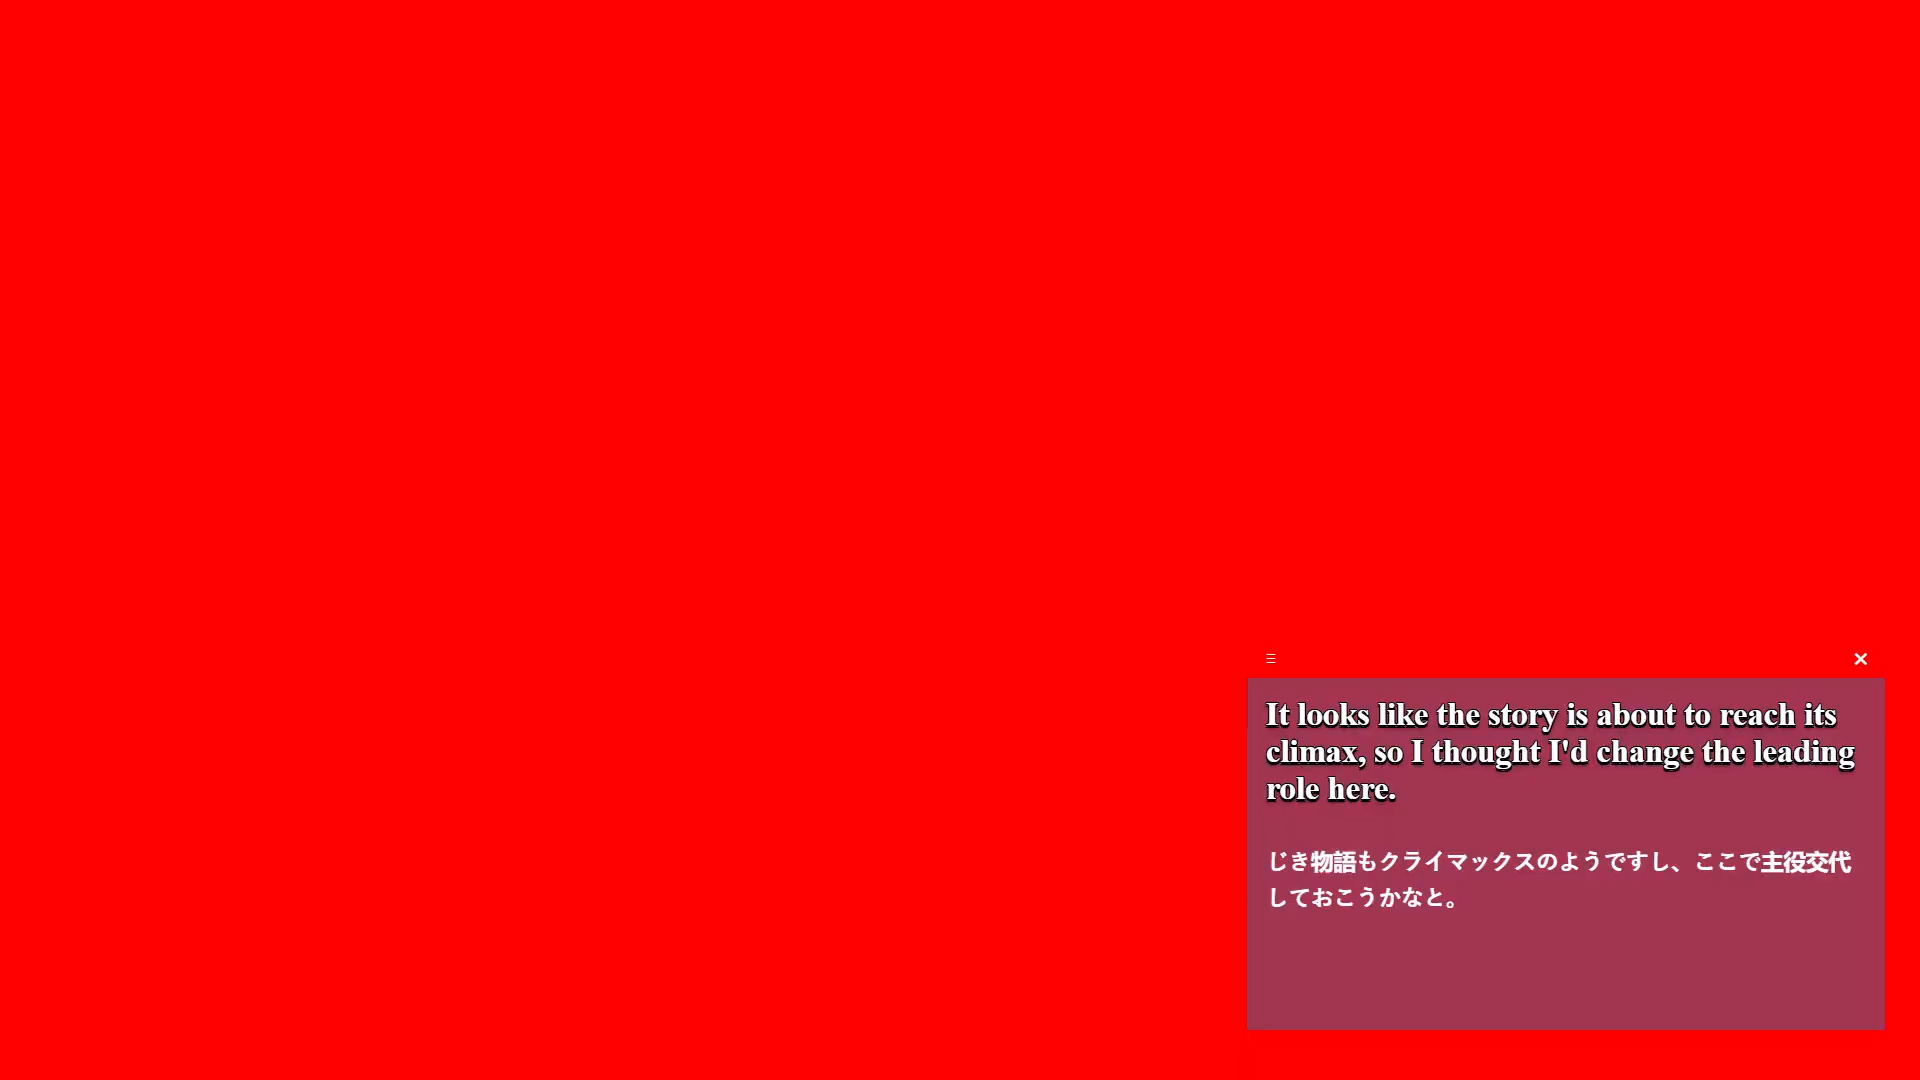 It looks like the story is about to reach its
climax, so I thought I'd change the leading
role here.
じき物語もクライマックスのようですし、ここで主役交代
しておこうかなと。